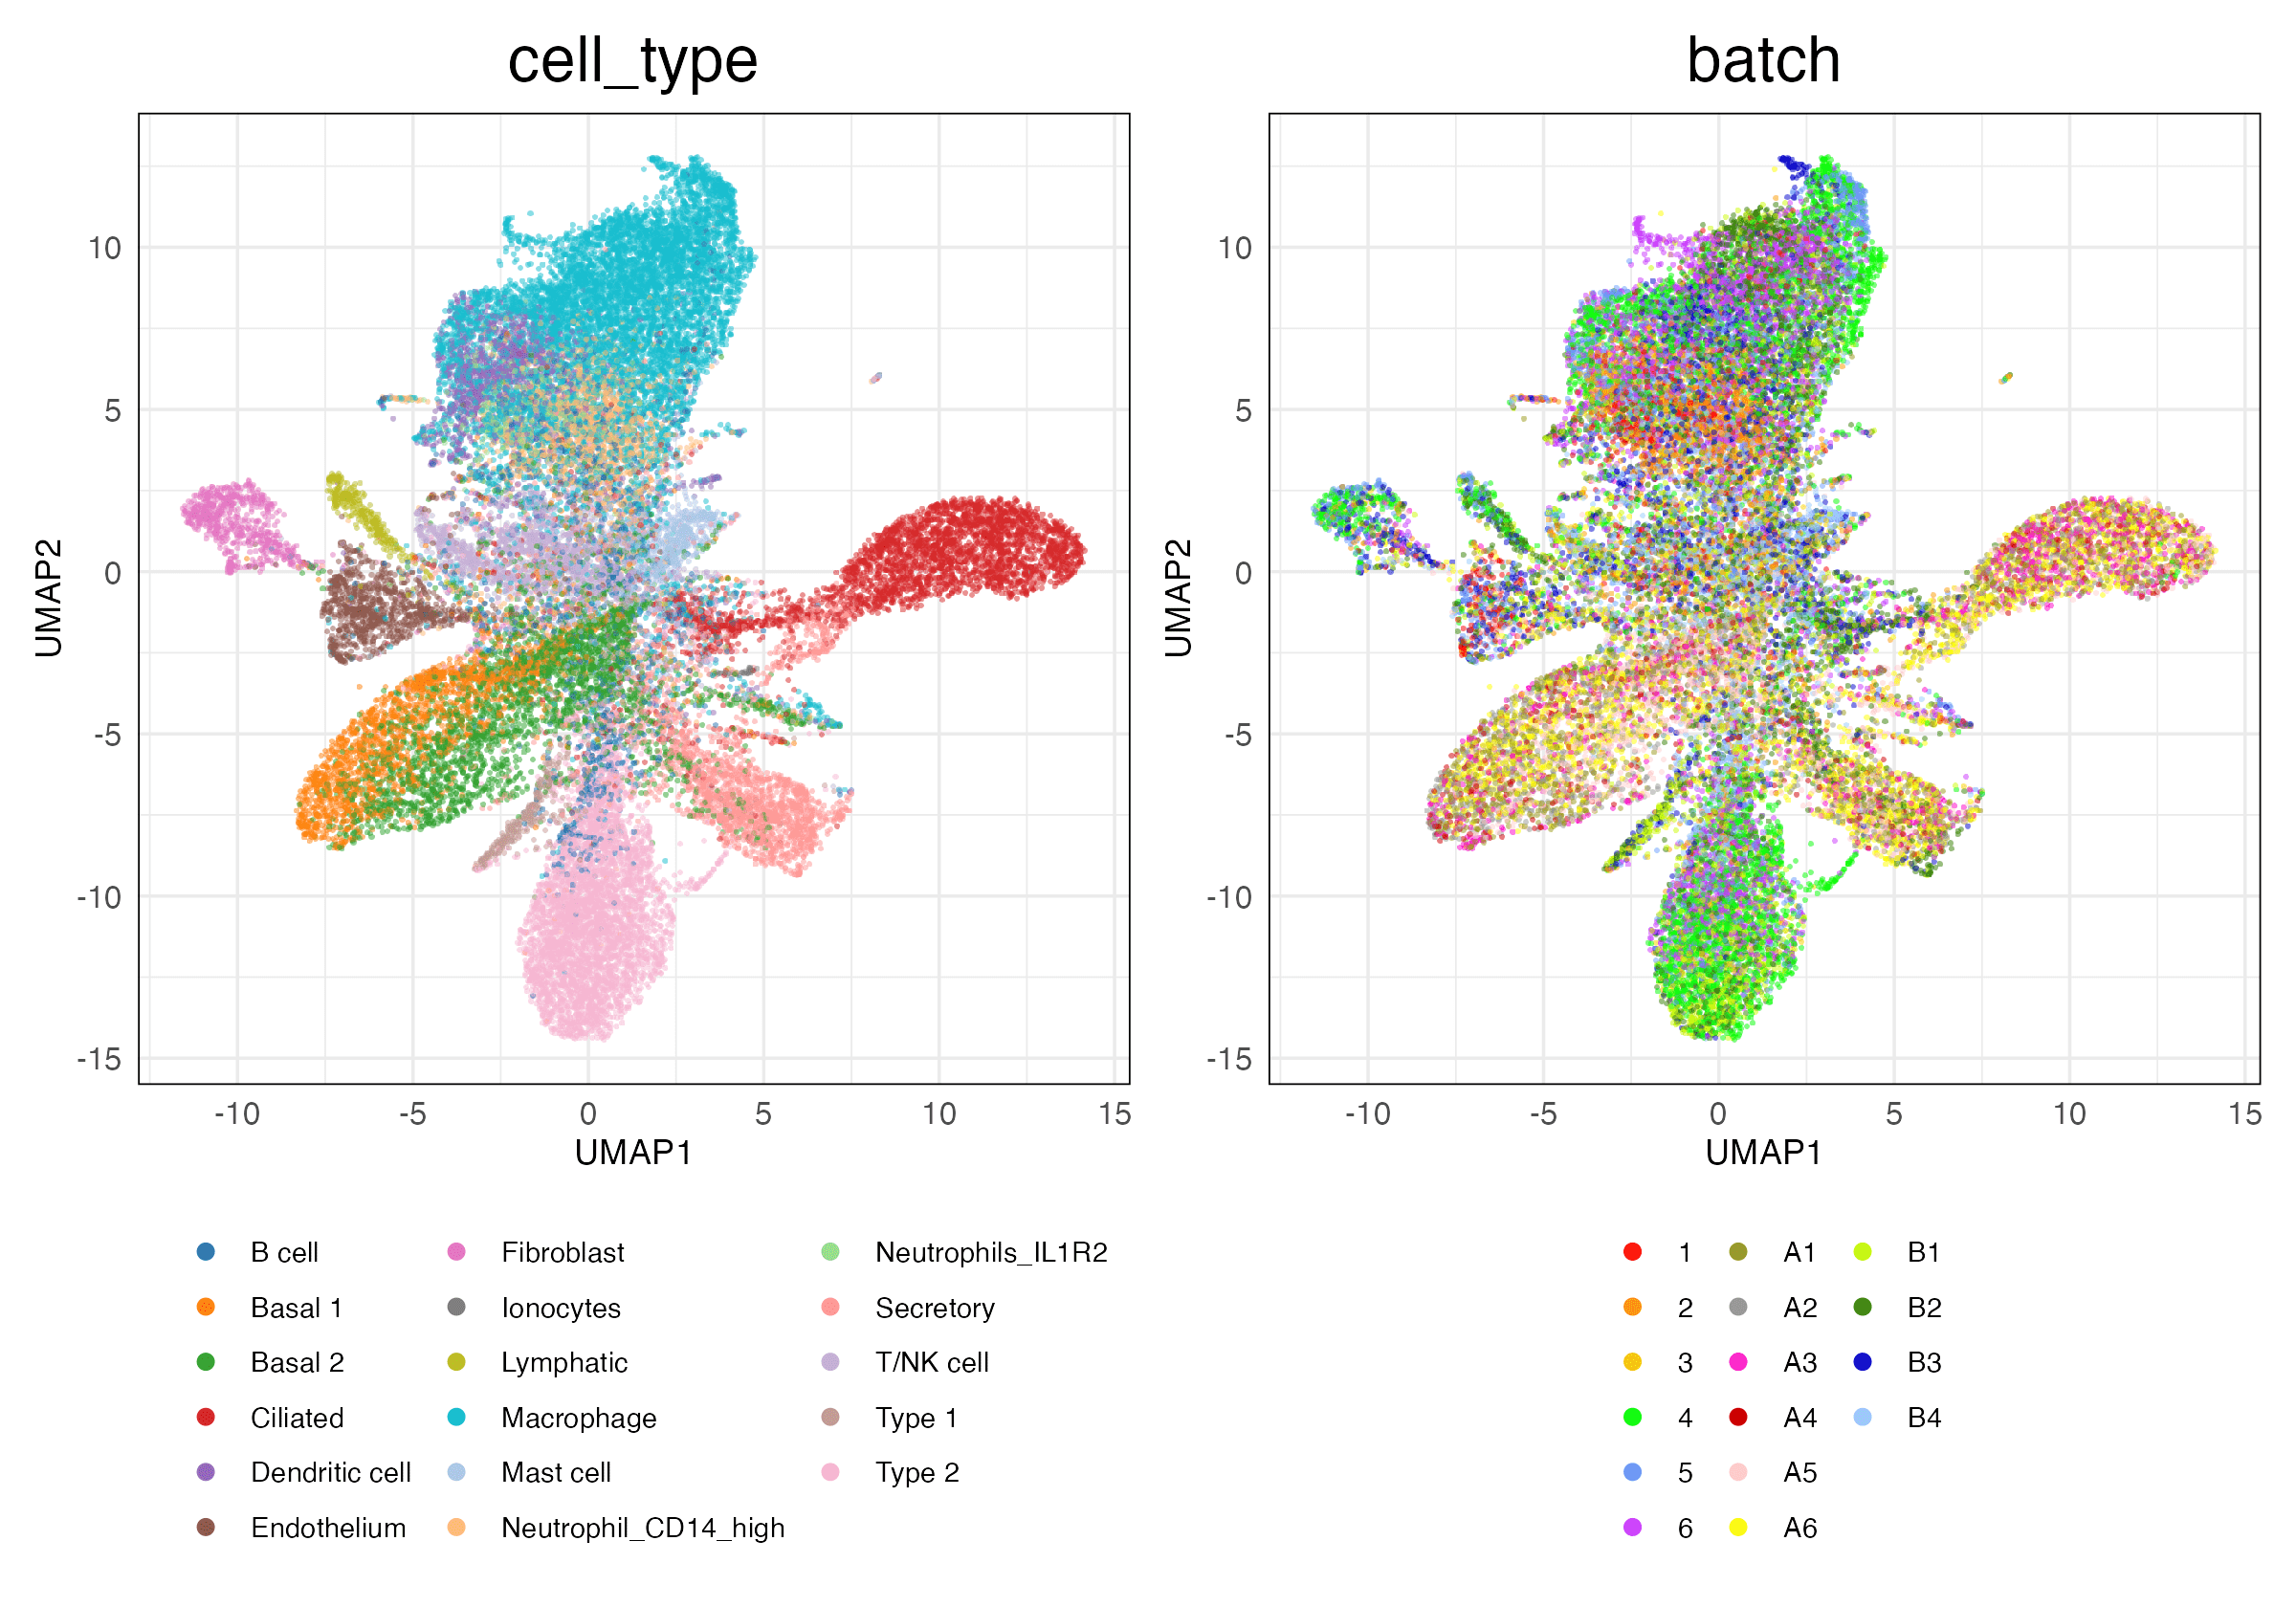 cell_type
batch
10
5
0
-5
-10
-15
UMAP2
-10 -5 0 5 10 15
UMAP1
10
5
0
-5
-10
-15
UMAP2
-10 -5 0 5 10 15
UMAP1
B cell Fibroblast Neutrophils_IL1R2
Basal 1 Ionocytes Secretory
Basal 2 Lymphatic T/NK cell
Ciliated Macrophage Type 1
Dendritic cell Mast cell Type 2
Endothelium Neutrophil_CD14_high
1 A1 B1
2 A2 B2
3 A3 B3
4 A4 B4
5 A5
6 A6